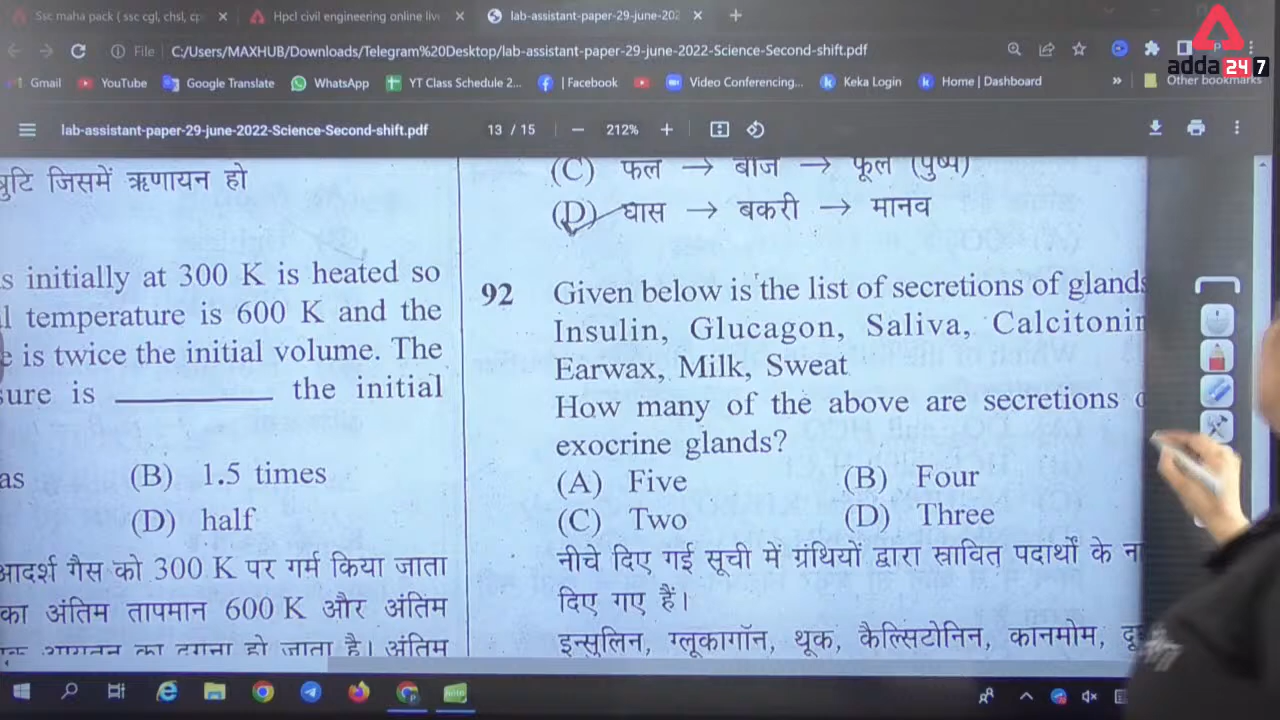 Ssc maha pack ( ssc cgl, chsl, cp
Hpcl civil engineering online live
lab-assistant-paper-29-june-202
File C:/Users/MAXHUB/Downloads/Telegram%20Desktop/lab-assistant-paper-29-june-2022-Science-Second-shift.pdf
adda 24 7
Gmail YouTube Google Translate WhatsApp YT Class Schedule 2... | Facebook Video Conferencing... Keka Login Home | Dashboard » Other bookmarks
lab-assistant-paper-29-june-2022-Science-Second-shift.pdf 13 / 15 − 212% +
त्रुटि जिसमें ऋणायन हो
s initially at 300 K is heated so
l temperature is 600 K and the
e is twice the initial volume. The
sure is ________ the initial
as (B) 1.5 times
(D) half
आदर्श गैस को 300 K पर गर्म किया जाता
का अंतिम तापमान 600 K और अंतिम
हो जाता है। अंतिम
(C) फल → बीज → फूल (पुष्प)
(D) घास → बकरी → मानव
92 Given below is the list of secretions of glands
Insulin, Glucagon, Saliva, Calcitonin
Earwax, Milk, Sweat
How many of the above are secretions o
exocrine glands?
(A) Five (B) Four
(C) Two (D) Three
नीचे दिए गई सूची में ग्रंथियों द्वारा स्रावित पदार्थों के ना
दिए गए हैं।
इन्सुलिन, ग्लूकागॉन, थूक, कैल्सिटोनिन, कानमोम, दू